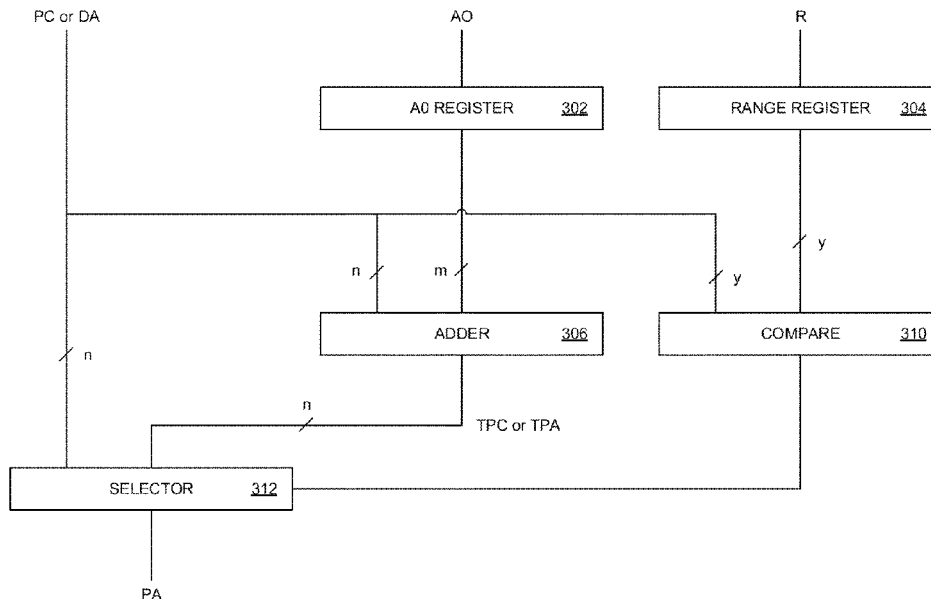 PC or DA
AO
R
A0 REGISTER 302
RANGE REGISTER 304
n
m
y
y
ADDER 306
COMPARE 310
n
n
TPC or TPA
SELECTOR 312
PA